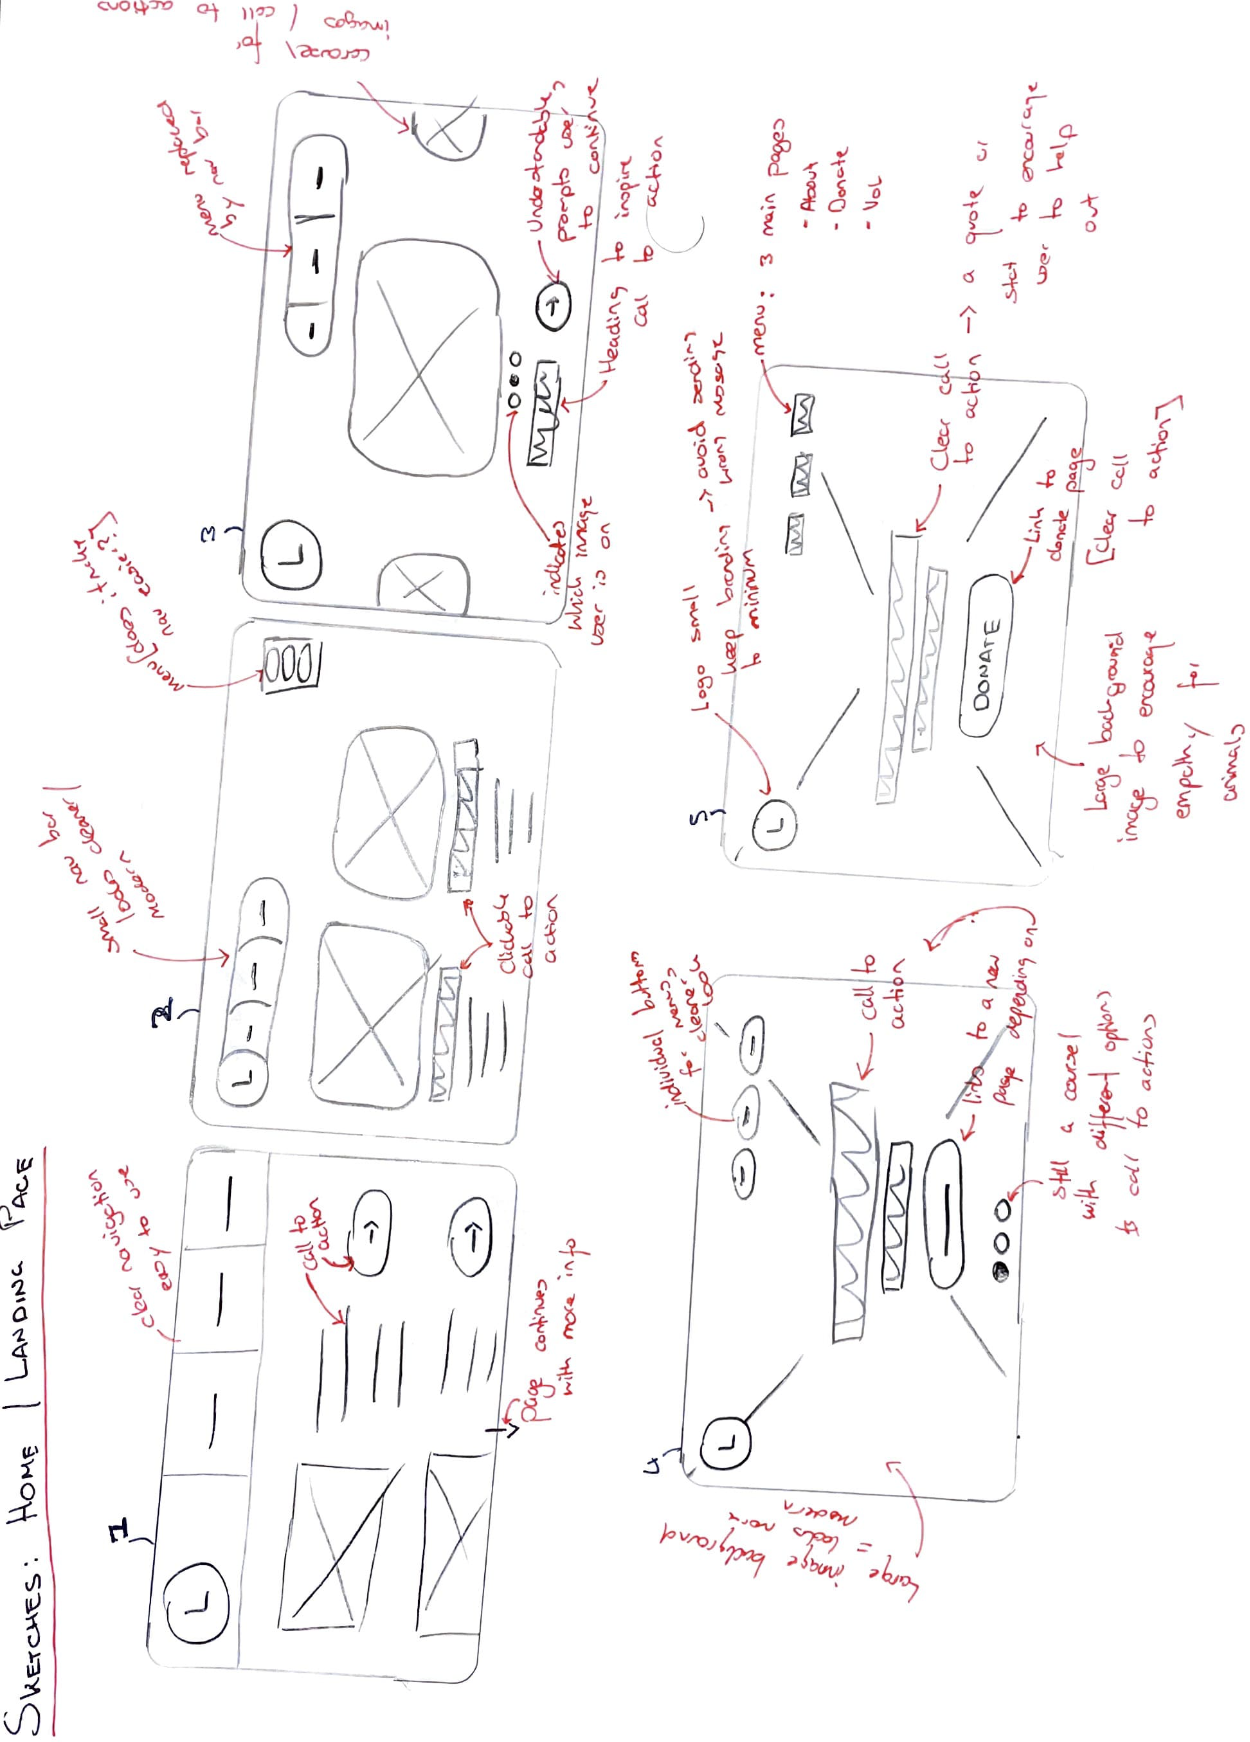 SKETCHES: HOME | LANDING PAGE
1
clear navigation
easy to use
L
call to
action
page continues
with more info
2
small nav bar
looks cleaner /
modern
L
menu [does it make
nav easier?]
clickable
call to
action
3
L
menu replaced
by nav bar
carousel for
images / call to actions
indicates
which image
user is on
Understandable,
prompts user
to continue
Heading to inspire
call to action
4
L
individual buttons
for menu,
cleaner
look
call to
action
links to a new
page depending on
still a carousel
with different options
to call to actions
Large image background
= looks more
modern
5
L
Logo small
keep branding → avoid sending
to minimum wrong message
menu: 3 main pages
- About
- Donate
- Vol
Clear call
to action → a quote or
stat to encourage
user to help
out
DONATE
Link to
donate page
[clear call
to action]
Large background
image to encourage
empathy for
animals